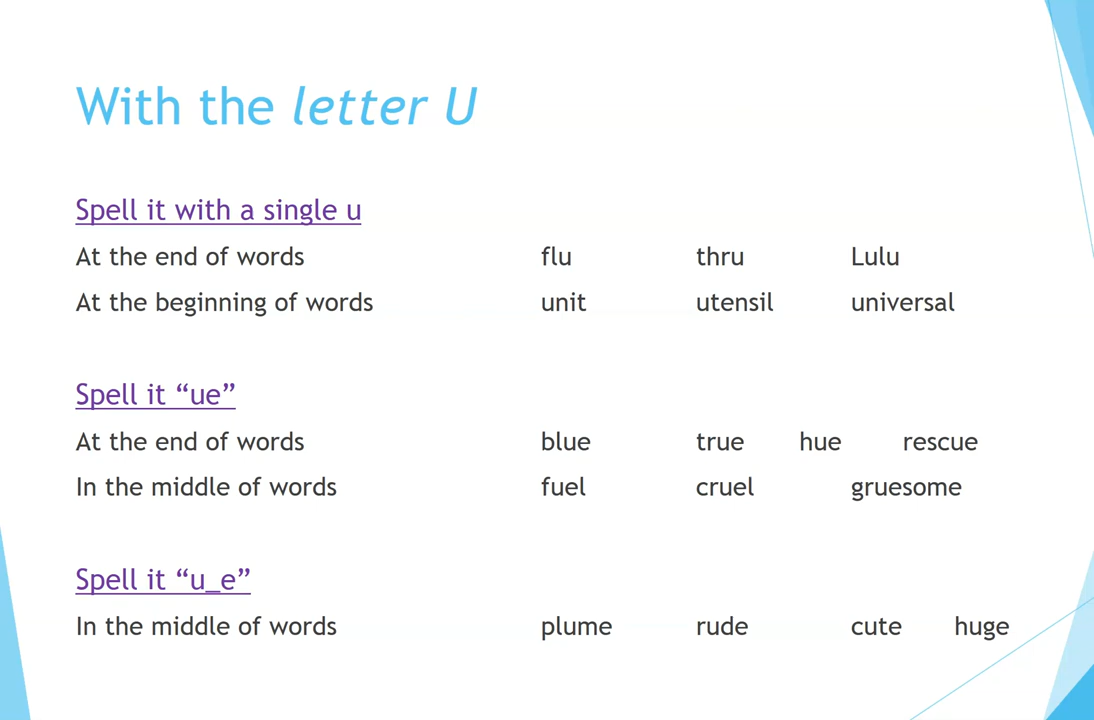 With the letter U
Spell it with a single u
At the end of words flu thru Lulu
At the beginning of words unit utensil universal
Spell it “ue”
At the end of words blue true hue rescue
In the middle of words fuel cruel gruesome
Spell it “u_e”
In the middle of words plume rude cute huge